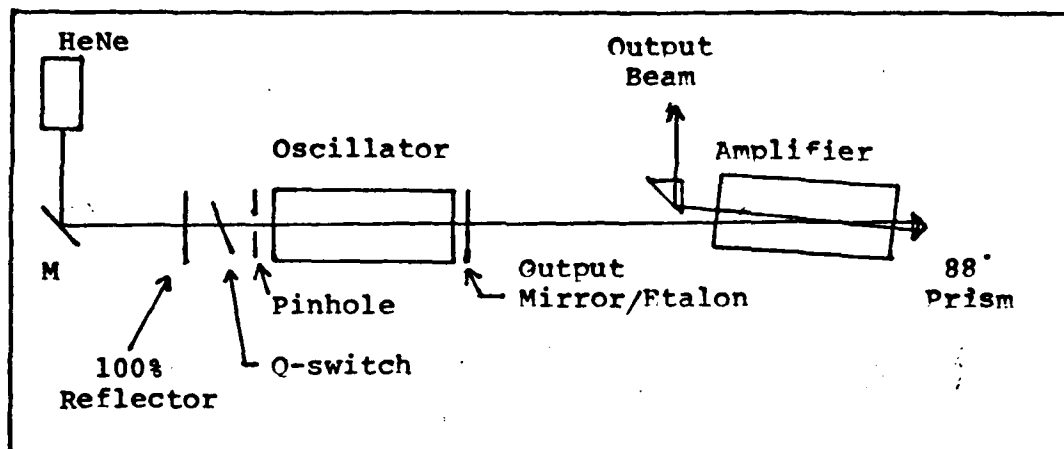 HeNe
Output
Beam
Oscillator
Amplifier
M
Pinhole
Output
Mirror/Etalon
88°
Prism
100%
Reflector
Q-switch